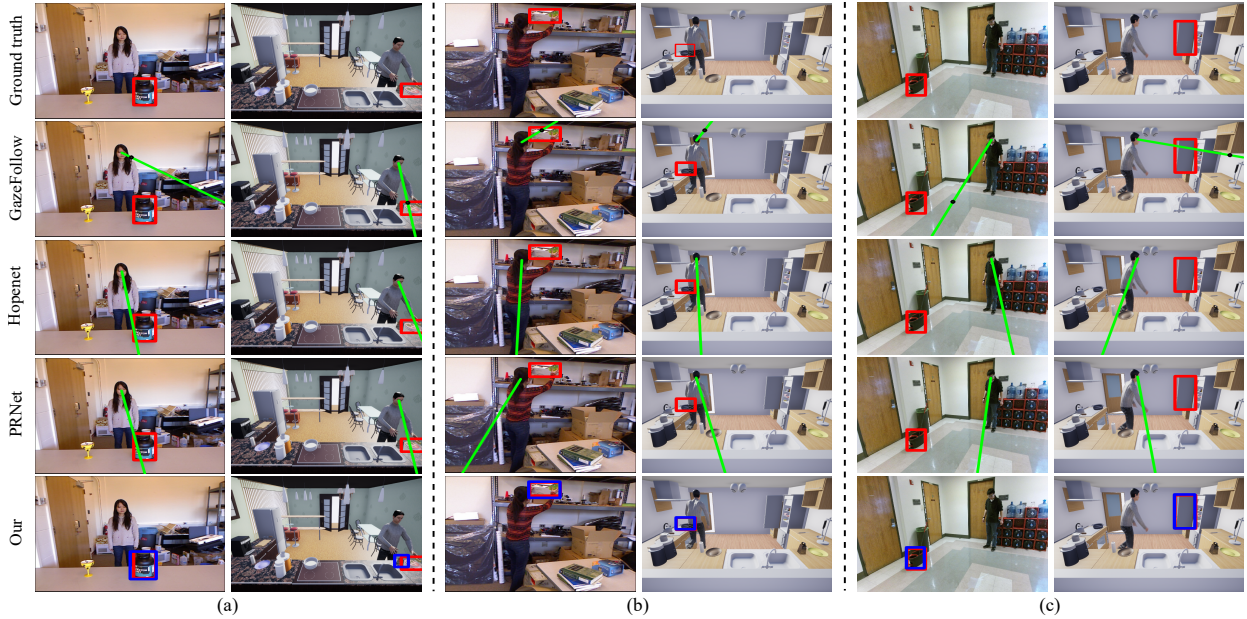 Ground truth
GazeFollow
Hopenet
PRNet
Our
(a)
(b)
(c)